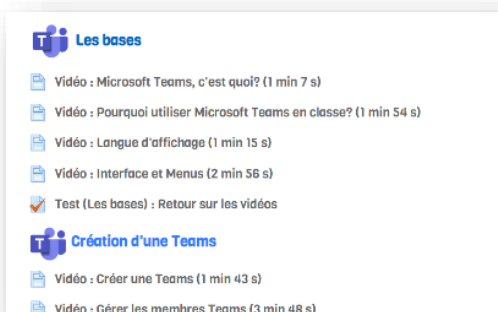 Les bases
Vidéo : Microsoft Teams, c'est quoi? (1 min 7 s)
Vidéo : Pourquoi utiliser Microsoft Teams en classe? (1 min 54 s)
Vidéo : Langue d'affichage (1 min 15 s)
Vidéo : Interface et Menus (2 min 56 s)
Test (Les bases) : Retour sur les vidéos
Création d'une Teams
Vidéo : Créer une Teams (1 min 43 s)
Vidéo : Gérer les membres Teams (3 min 48 s)